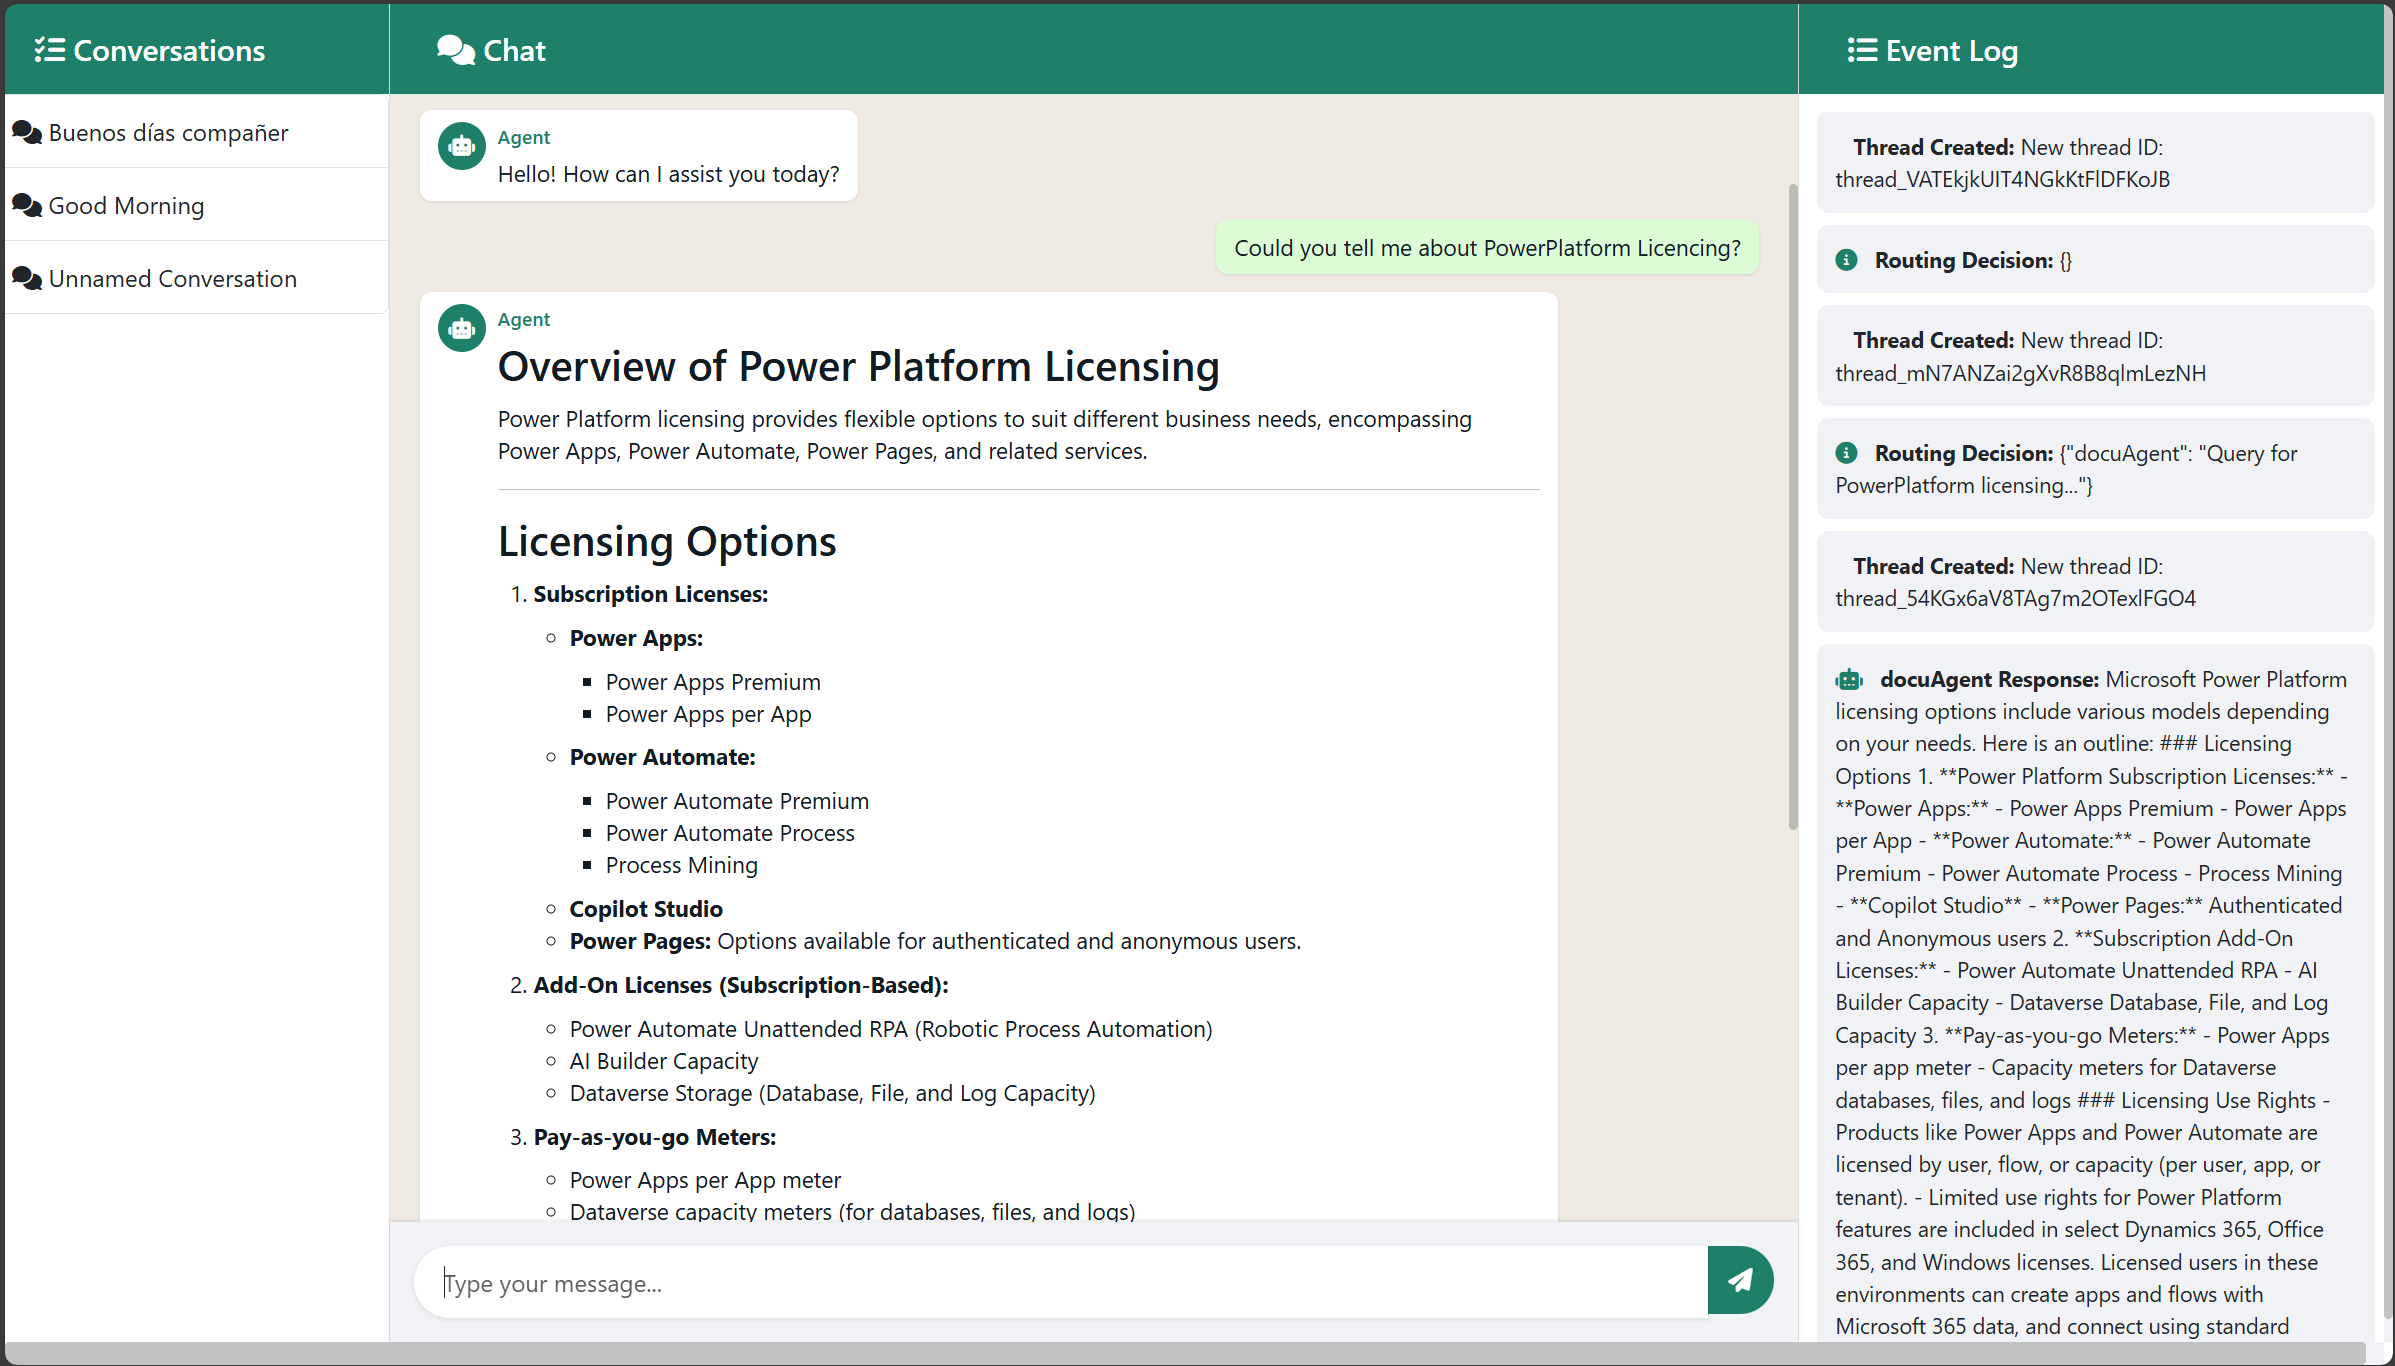 Conversations
Buenos días compañer
Good Morning
Unnamed Conversation
Chat
Agent
Hello! How can I assist you today?
Could you tell me about PowerPlatform Licencing?
Agent
Overview of Power Platform Licensing
Power Platform licensing provides flexible options to suit different business needs, encompassing
Power Apps, Power Automate, Power Pages, and related services.
Licensing Options
1. Subscription Licenses:
Power Apps:
Power Apps Premium
Power Apps per App
Power Automate:
Power Automate Premium
Power Automate Process
Process Mining
Copilot Studio
Power Pages: Options available for authenticated and anonymous users.
2. Add-On Licenses (Subscription-Based):
Power Automate Unattended RPA (Robotic Process Automation)
AI Builder Capacity
Dataverse Storage (Database, File, and Log Capacity)
3. Pay-as-you-go Meters:
Power Apps per App meter
Dataverse capacity meters (for databases, files, and logs)
Type your message...
Event Log
Thread Created: New thread ID:
thread_VATEkjkUIT4NGkKtFlDFKoJB
Routing Decision: {}
Thread Created: New thread ID:
thread_mN7ANZai2gXvR8B8qlmLezNH
Routing Decision: {"docuAgent": "Query for
PowerPlatform licensing..."}
Thread Created: New thread ID:
thread_54KGx6aV8TAg7m2OTexlFGO4
docuAgent Response: Microsoft Power Platform
licensing options include various models depending
on your needs. Here is an outline: ### Licensing
Options 1. **Power Platform Subscription Licenses:** -
**Power Apps:** - Power Apps Premium - Power Apps
per App - **Power Automate:** - Power Automate
Premium - Power Automate Process - Process Mining
- **Copilot Studio** - **Power Pages:** Authenticated
and Anonymous users 2. **Subscription Add-On
Licenses:** - Power Automate Unattended RPA - AI
Builder Capacity - Dataverse Database, File, and Log
Capacity 3. **Pay-as-you-go Meters:** - Power Apps
per app meter - Capacity meters for Dataverse
databases, files, and logs ### Licensing Use Rights -
Products like Power Apps and Power Automate are
licensed by user, flow, or capacity (per user, app, or
tenant). - Limited use rights for Power Platform
features are included in select Dynamics 365, Office
365, and Windows licenses. Licensed users in these
environments can create apps and flows with
Microsoft 365 data, and connect using standard